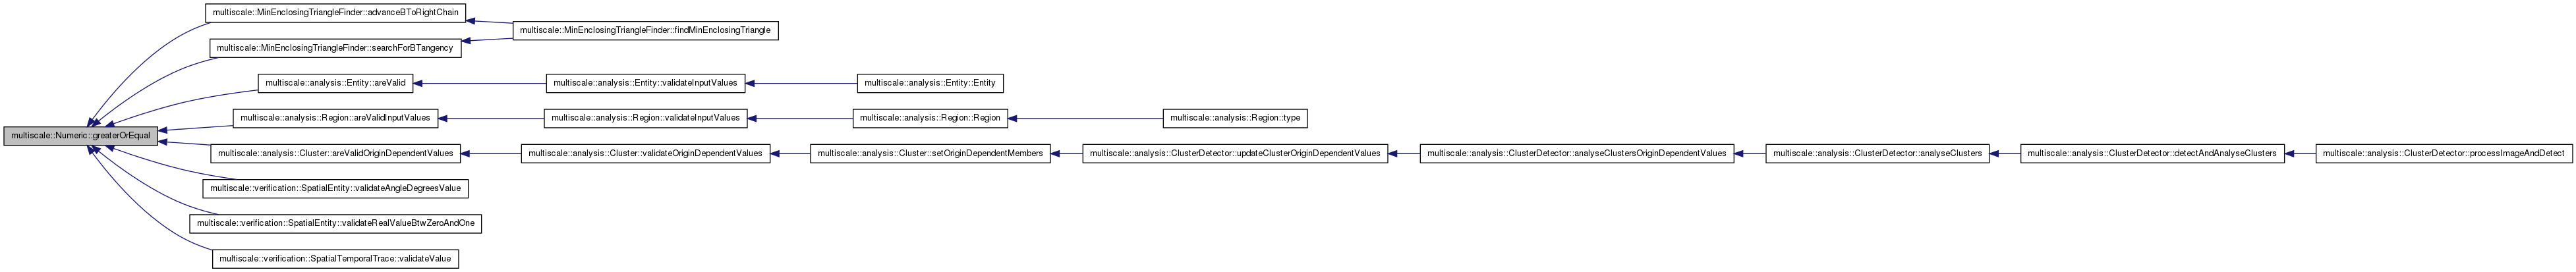 multiscale::MinEnclosingTriangleFinder::advanceBToRightChain
multiscale::MinEnclosingTriangleFinder::findMinEnclosingTriangle
multiscale::MinEnclosingTriangleFinder::searchForBTangency
multiscale::analysis::Entity::areValid
multiscale::analysis::Entity::validateInputValues
multiscale::analysis::Entity::Entity
multiscale::analysis::Region::areValidInputValues
multiscale::analysis::Region::validateInputValues
multiscale::analysis::Region::Region
multiscale::analysis::Region::type
multiscale::Numeric::greaterOrEqual
multiscale::analysis::Cluster::areValidOriginDependentValues
multiscale::analysis::Cluster::validateOriginDependentValues
multiscale::analysis::Cluster::setOriginDependentMembers
multiscale::analysis::ClusterDetector::updateClusterOriginDependentValues
multiscale::analysis::ClusterDetector::analyseClustersOriginDependentValues
multiscale::analysis::ClusterDetector::analyseClusters
multiscale::analysis::ClusterDetector::detectAndAnalyseClusters
multiscale::analysis::ClusterDetector::processImageAndDetect
multiscale::verification::SpatialEntity::validateAngleDegreesValue
multiscale::verification::SpatialEntity::validateRealValueBtwZeroAndOne
multiscale::verification::SpatialTemporalTrace::validateValue